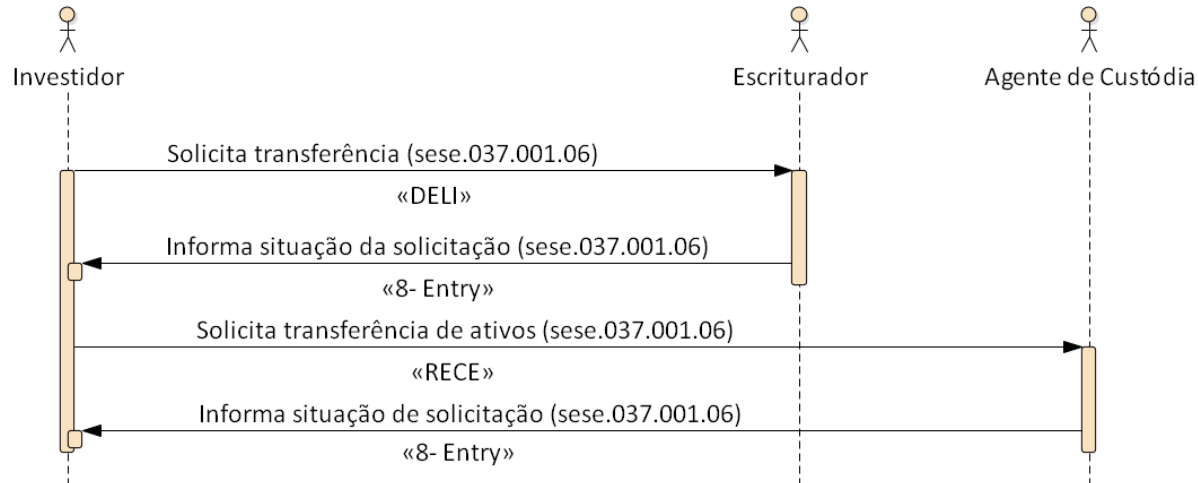 Investidor
Escriturador
Agente de Custódia
Solicita transferência (sese.037.001.06)
«DELI»
Informa situação da solicitação (sese.037.001.06)
«8- Entry»
Solicita transferência de ativos (sese.037.001.06)
«RECE»
Informa situação de solicitação (sese.037.001.06)
«8- Entry»